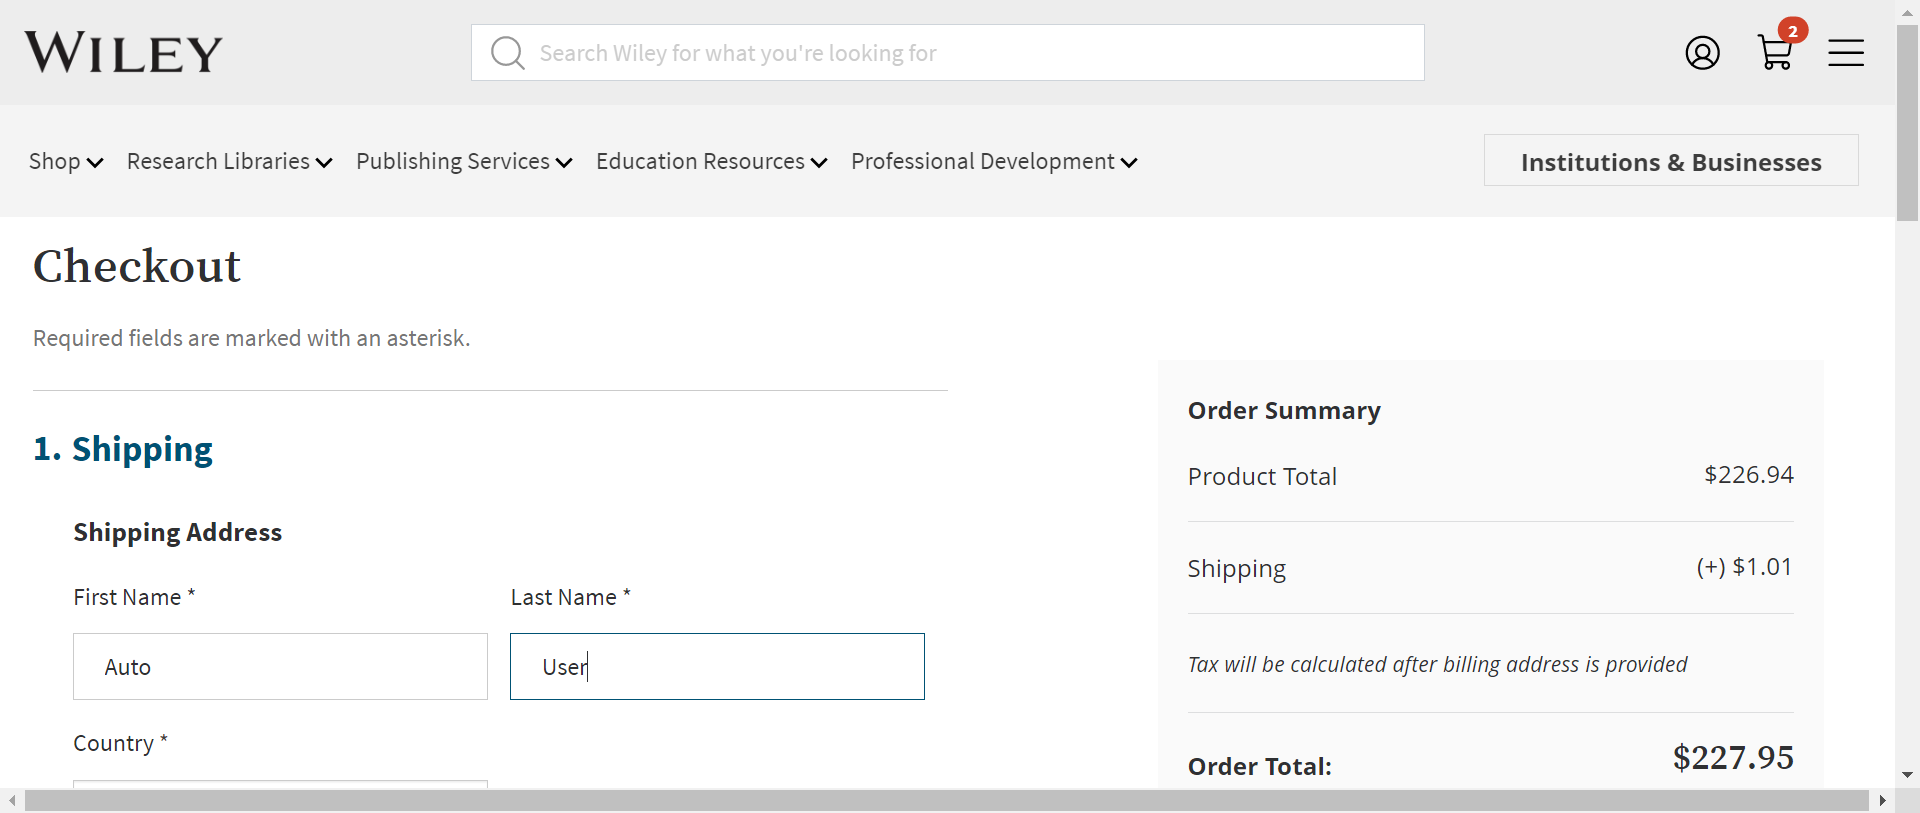 WILEY
Search Wiley for what you're looking for
2
Shop
Research Libraries
Publishing Services
Education Resources
Professional Development
Institutions & Businesses
Checkout
Required fields are marked with an asterisk.
1. Shipping
Shipping Address
First Name *
Last Name *
Auto
User
Country *
Order Summary
Product Total
$226.94
Shipping
(+) $1.01
Tax will be calculated after billing address is provided
Order Total:
$227.95